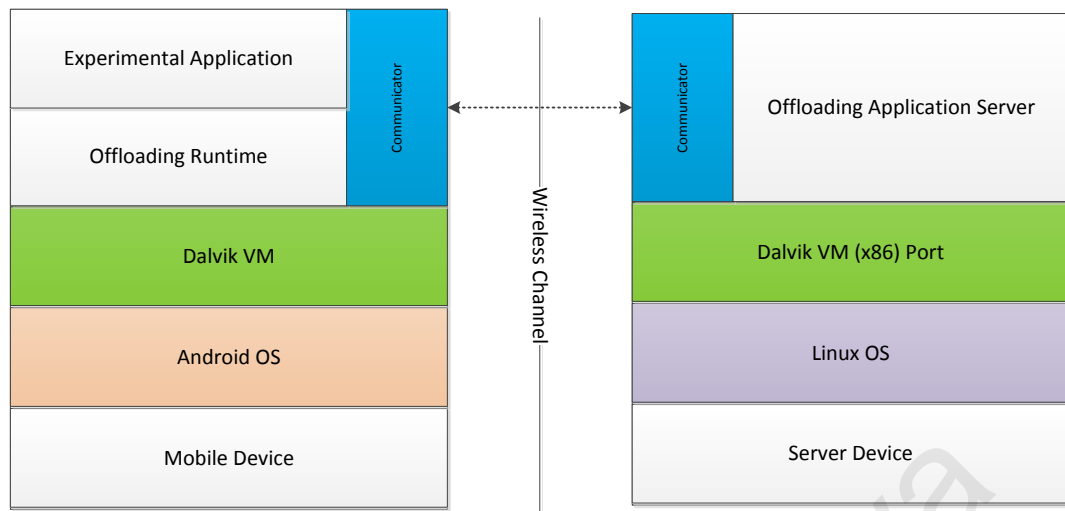 Experimental Application
Offloading Runtime
Communicator
Dalvik VM
Android OS
Mobile Device
Wireless Channel
Communicator
Offloading Application Server
Dalvik VM (x86) Port
Linux OS
Server Device